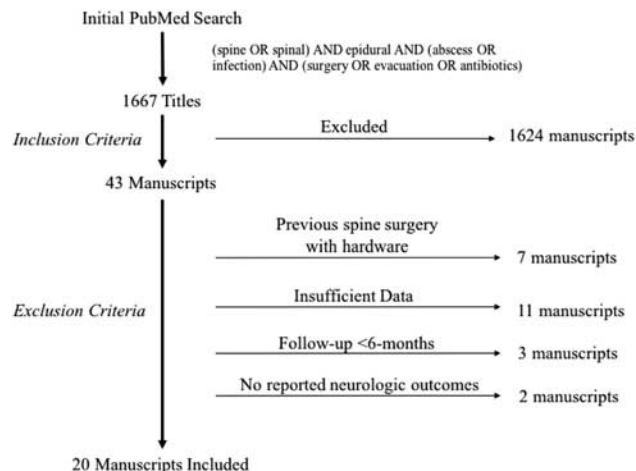 Initial PubMed Search
(spine OR spinal) AND epidural AND (abscess OR
infection) AND (surgery OR evacuation OR antibiotics)
1667 Titles
Inclusion Criteria
Excluded
1624 manuscripts
43 Manuscripts
Previous spine surgery
with hardware
7 manuscripts
Exclusion Criteria
Insufficient Data
11 manuscripts
Follow-up <6-months
3 manuscripts
No reported neurologic outcomes
2 manuscripts
20 Manuscripts Included